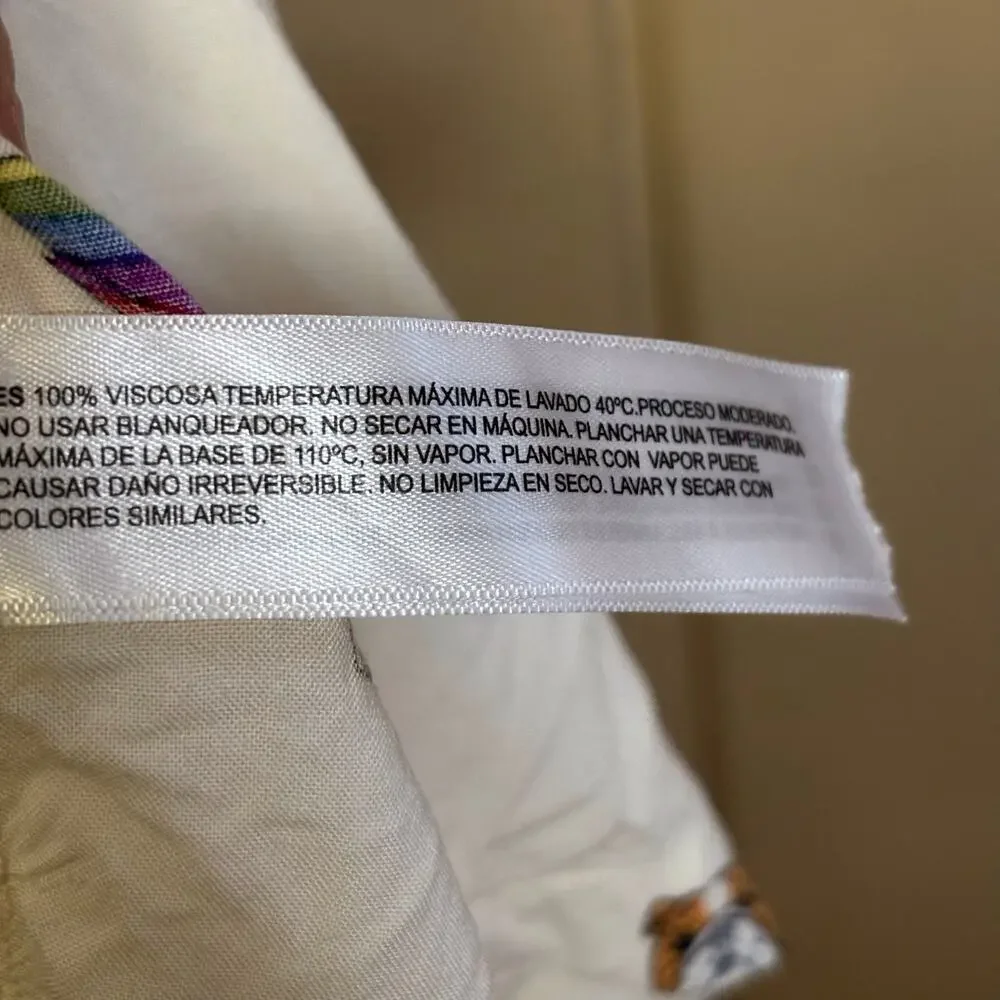 ES 100% VISCOSA TEMPERATURA MÁXIMA DE LAVADO 40ºC.PROCESO MODERADO.
NO USAR BLANQUEADOR. NO SECAR EN MÁQUINA. PLANCHAR UNA TEMPERATURA
MÁXIMA DE LA BASE DE 110ºC, SIN VAPOR. PLANCHAR CON VAPOR PUEDE
CAUSAR DAÑO IRREVERSIBLE. NO LIMPIEZA EN SECO. LAVAR Y SECAR CON
COLORES SIMILARES.